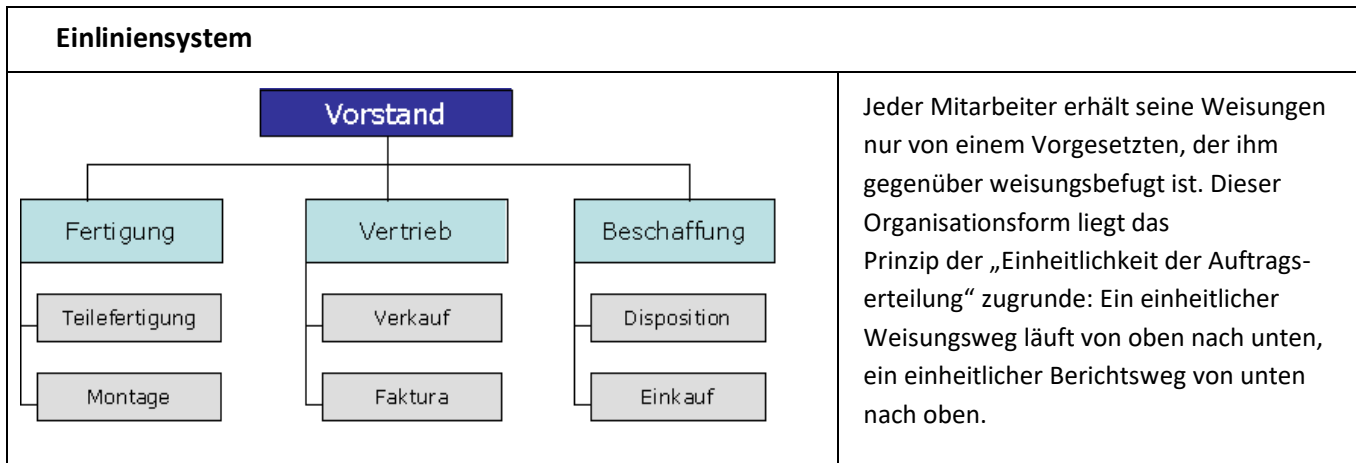 Einliniensystem
Vorstand
Fertigung
Vertrieb
Beschaffung
Teilefertigung
Verkauf
Disposition
Montage
Faktura
Einkauf
Jeder Mitarbeiter erhält seine Weisungen
nur von einem Vorgesetzten, der ihm
gegenüber weisungsbefugt ist. Dieser
Organisationsform liegt das
Prinzip der „Einheitlichkeit der Auftrags-
erteilung“ zugrunde: Ein einheitlicher
Weisungsweg läuft von oben nach unten,
ein einheitlicher Berichtsweg von unten
nach oben.